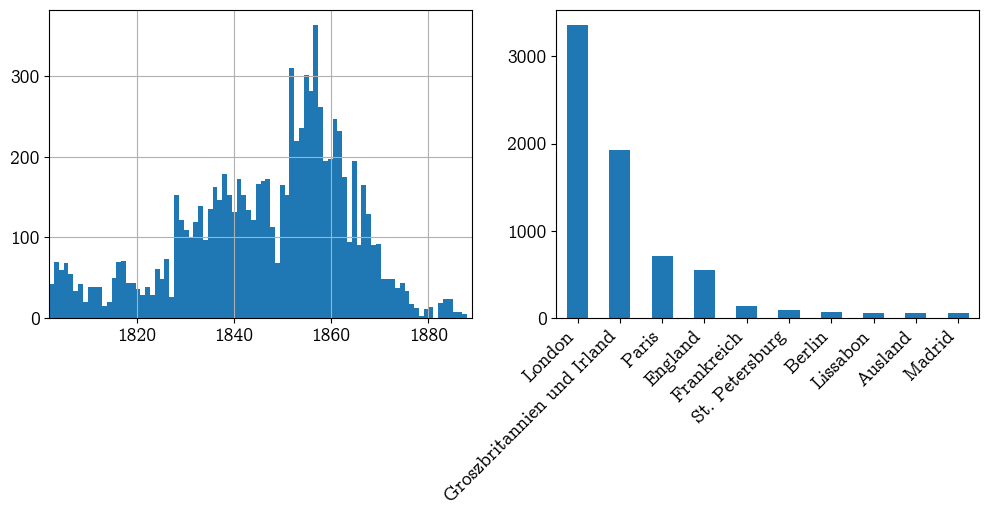 300
200
100
0
1820 1840 1860 1880
3000
2000
1000
0
London
Groszbritannien und Irland
Paris
England
Frankreich
St. Petersburg
Berlin
Lissabon
Ausland
Madrid